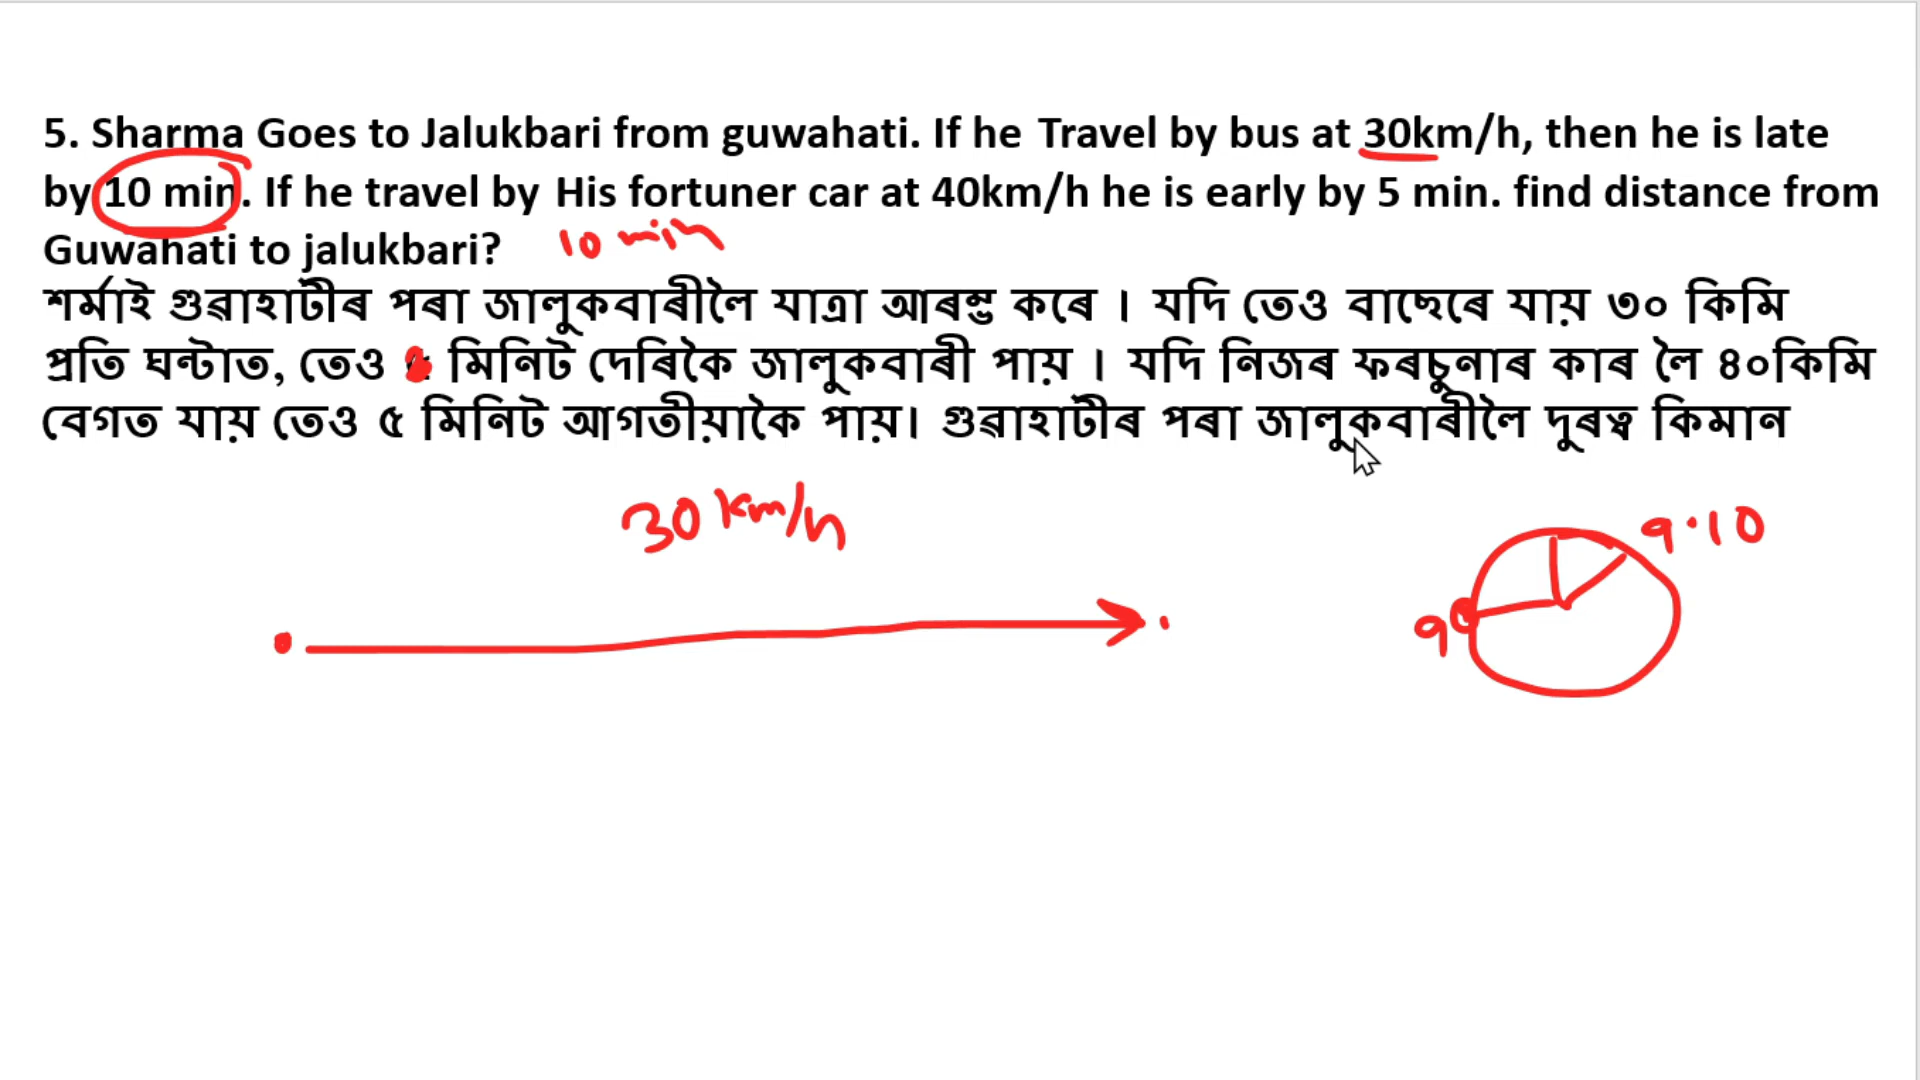 5. Sharma Goes to Jalukbari from guwahati. If he Travel by bus at 30km/h, then he is late
by 10 min. If he travel by His fortuner car at 40km/h he is early by 5 min. find distance from
Guwahati to jalukbari?
10 min
শৰ্মাই গুৱাহাটীৰ পৰা জালুকবাৰীলৈ যাত্ৰা আৰম্ভ কৰে । যদি তেওঁ বাছেৰে যায় ৩০ কিমি
প্ৰতি ঘন্টাত, তেও মিনিট দেৰিকৈ জালুকবাৰী পায় । যদি নিজৰ ফৰচুনাৰ কাৰ লৈ ৪০কিমি
বেগত যায় তেও ৫ মিনিট আগতীয়াকৈ পায়। গুৱাহাটীৰ পৰা জালুকবাৰীলৈ দুৰত্ব কিমান
30 km/h
9.10
9